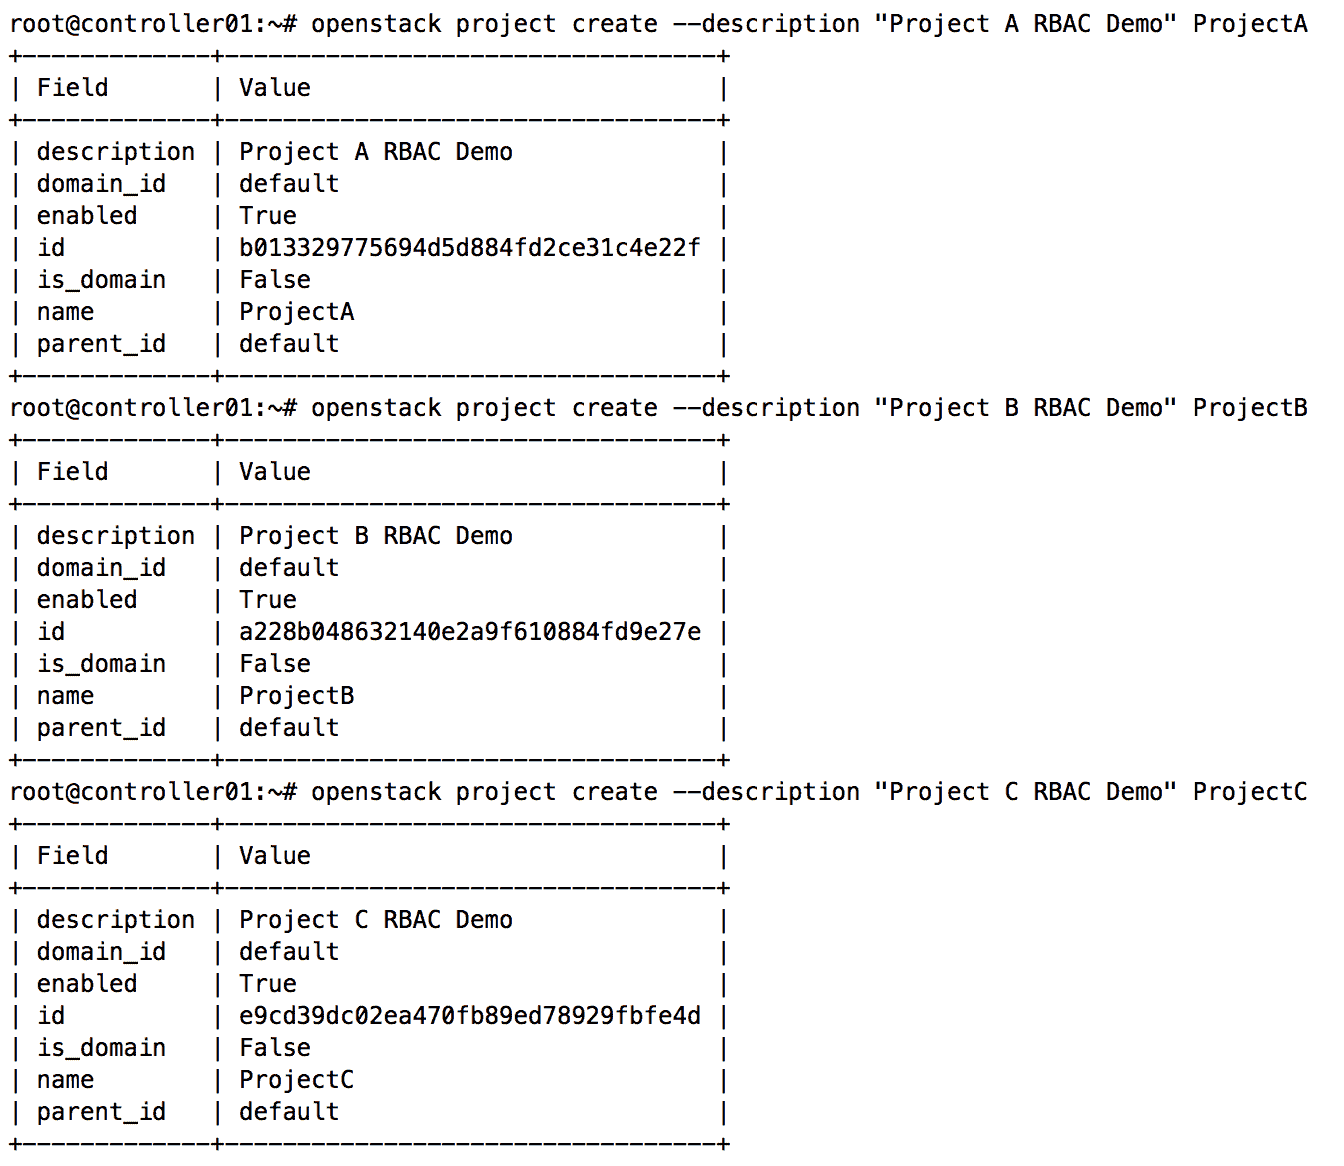 root@controller01:~# openstack project create --description "Project A RBAC Demo" ProjectA
+-------------+----------------------------------+
| Field       | Value                            |
+-------------+----------------------------------+
| description | Project A RBAC Demo              |
| domain_id   | default                          |
| enabled     | True                             |
| id          | b013329775694d5d884fd2ce31c4e22f |
| is_domain   | False                            |
| name        | ProjectA                         |
| parent_id   | default                          |
+-------------+----------------------------------+
root@controller01:~# openstack project create --description "Project B RBAC Demo" ProjectB
+-------------+----------------------------------+
| Field       | Value                            |
+-------------+----------------------------------+
| description | Project B RBAC Demo              |
| domain_id   | default                          |
| enabled     | True                             |
| id          | a228b048632140e2a9f610884fd9e27e |
| is_domain   | False                            |
| name        | ProjectB                         |
| parent_id   | default                          |
+-------------+----------------------------------+
root@controller01:~# openstack project create --description "Project C RBAC Demo" ProjectC
+-------------+----------------------------------+
| Field       | Value                            |
+-------------+----------------------------------+
| description | Project C RBAC Demo              |
| domain_id   | default                          |
| enabled     | True                             |
| id          | e9cd39dc02ea470fb89ed78929fbfe4d |
| is_domain   | False                            |
| name        | ProjectC                         |
| parent_id   | default                          |
+-------------+----------------------------------+